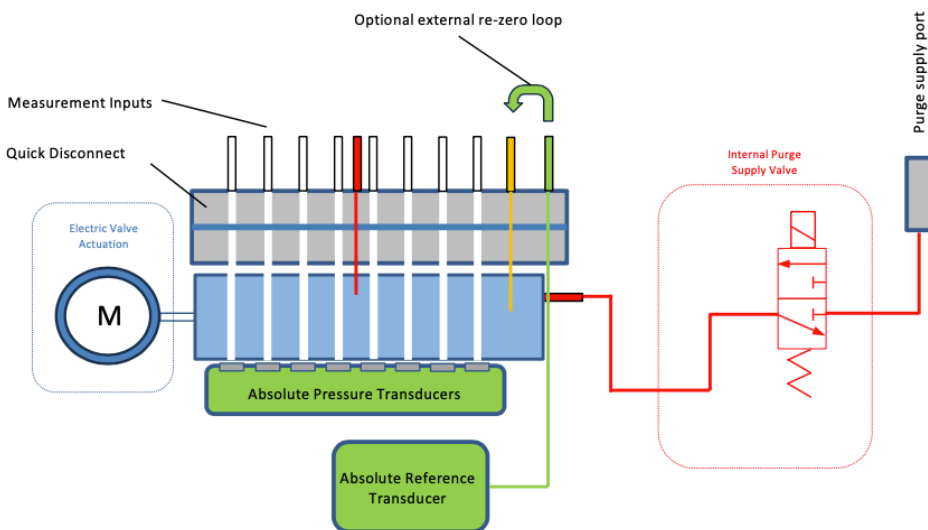 Optional external re-zero loop
Purge supply port
Measurement Inputs
Quick Disconnect
Internal Purge
Supply Valve
Electric Valve
Actuation
M
Absolute Pressure Transducers
Absolute Reference
Transducer